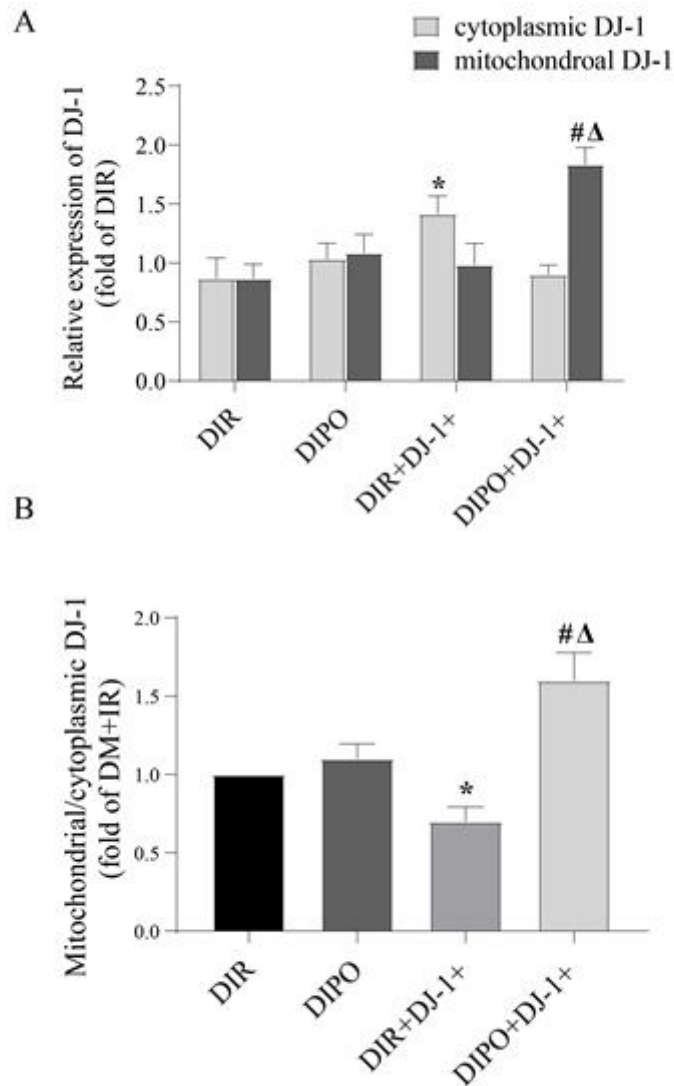 A
cytoplasmic DJ-1
mitochondroal DJ-1
Relative expression of DJ-1
(fold of DIR)
2.5
2.0
1.5
1.0
0.5
0.0
*
#Δ
DIR
DIPO
DIR+DJ-1+
DIPO+DJ-1+
B
Mitochondrial/cytoplasmic DJ-1
(fold of DM+IR)
2.0
1.5
1.0
0.5
0.0
*
#Δ
DIR
DIPO
DIR+DJ-1+
DIPO+DJ-1+